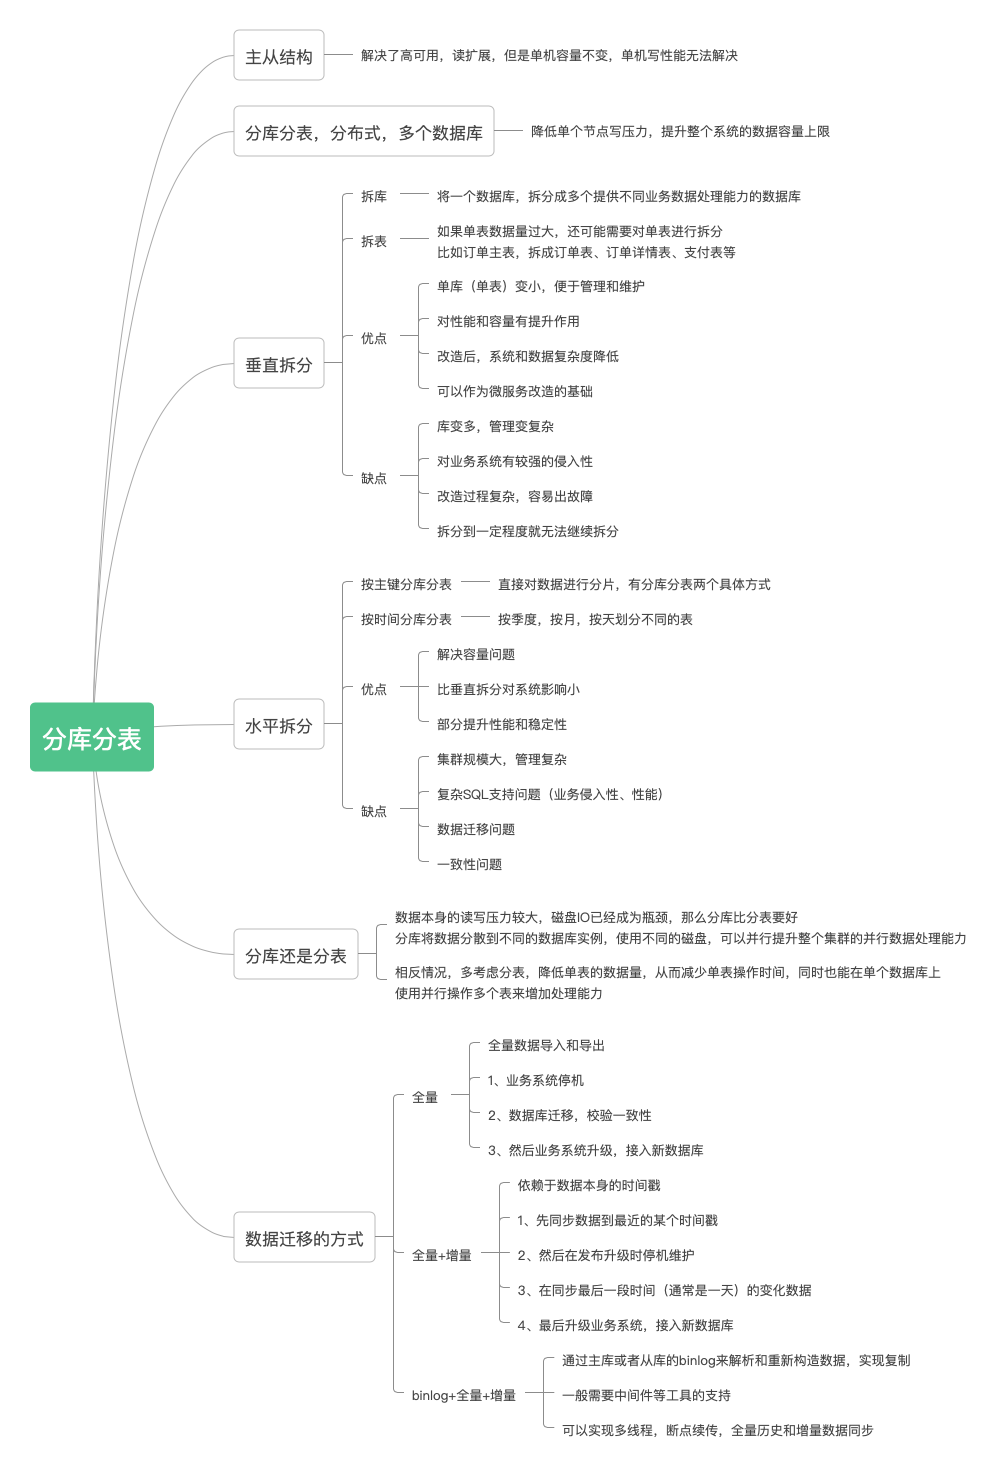 主从结构
解决了高可用，读扩展，但是单机容量不变，单机写性能无法解决
分库分表，分布式，多个数据库
降低单个节点写压力，提升整个系统的数据容量上限
垂直拆分
拆库
将一个数据库，拆分成多个提供不同业务数据处理能力的数据库
拆表
如果单表数据量过大，还可能需要对单表进行拆分
比如订单主表，拆成订单表、订单详情表、支付表等
优点
单库（单表）变小，便于管理和维护
对性能和容量有提升作用
改造后，系统和数据复杂度降低
可以作为微服务改造的基础
缺点
库变多，管理变复杂
对业务系统有较强的侵入性
改造过程复杂，容易出故障
拆分到一定程度就无法继续拆分
分库分表
水平拆分
按主键分库分表
直接对数据进行分片，有分库分表两个具体方式
按时间分库分表
按季度，按月，按天划分不同的表
优点
解决容量问题
比垂直拆分对系统影响小
部分提升性能和稳定性
缺点
集群规模大，管理复杂
复杂SQL支持问题（业务侵入性、性能）
数据迁移问题
一致性问题
分库还是分表
数据本身的读写压力较大，磁盘IO已经成为瓶颈，那么分库比分表要好
分库将数据分散到不同的数据库实例，使用不同的磁盘，可以并行提升整个集群的并行数据处理能力
相反情况，多考虑分表，降低单表的数据量，从而减少单表操作时间，同时也能在单个数据库上
使用并行操作多个表来增加处理能力
数据迁移的方式
全量
全量数据导入和导出
1、业务系统停机
2、数据库迁移，校验一致性
3、然后业务系统升级，接入新数据库
全量+增量
依赖于数据本身的时间戳
1、先同步数据到最近的某个时间戳
2、然后在发布升级时停机维护
3、在同步最后一段时间（通常是一天）的变化数据
4、最后升级业务系统，接入新数据库
binlog+全量+增量
通过主库或者从库的binlog来解析和重新构造数据，实现复制
一般需要中间件等工具的支持
可以实现多线程，断点续传，全量历史和增量数据同步